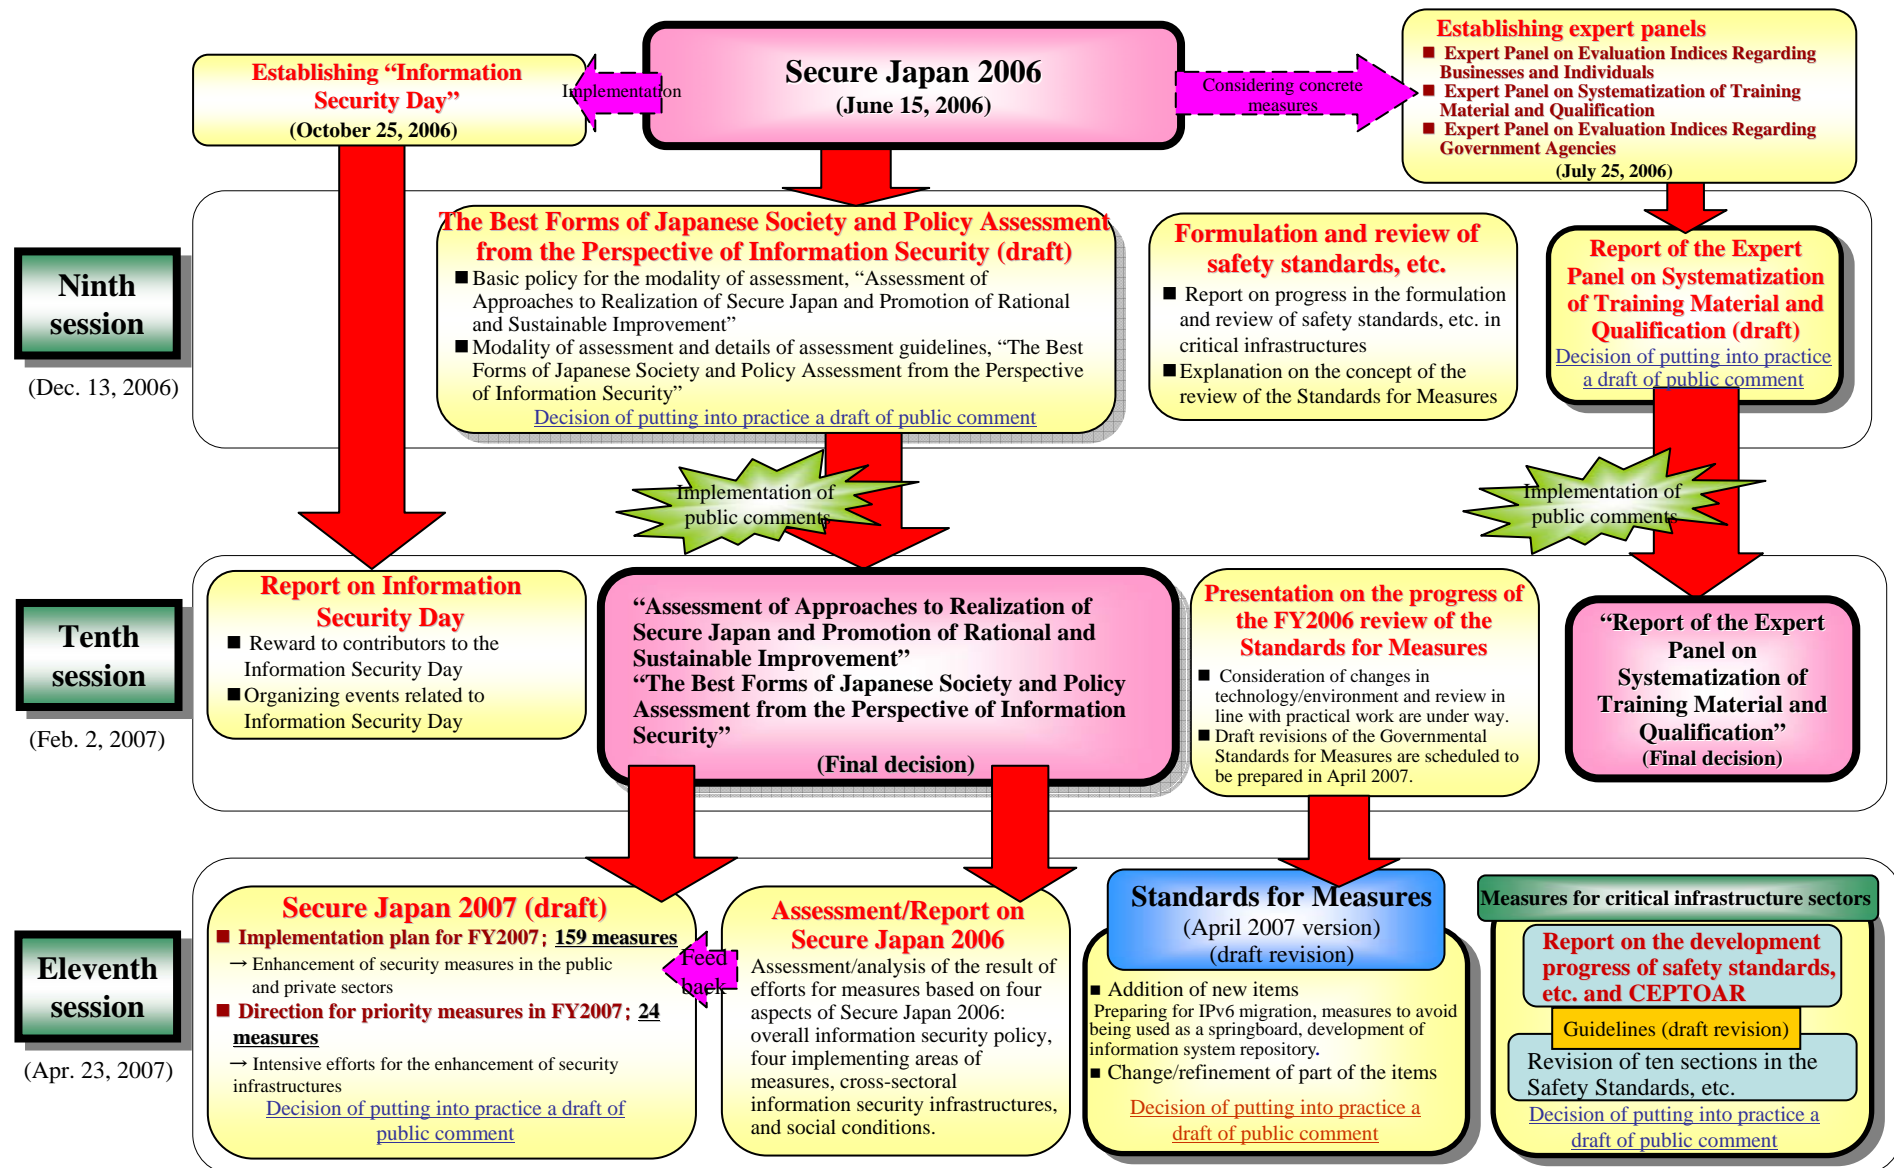 Establishing “Information
Security Day”
(October 25, 2006)
Implementation
Secure Japan 2006
(June 15, 2006)
Considering concrete
measures
Establishing expert panels
■ Expert Panel on Evaluation Indices Regarding
Businesses and Individuals
■ Expert Panel on Systematization of Training
Material and Qualification
■ Expert Panel on Evaluation Indices Regarding
Government Agencies
(July 25, 2006)
Ninth
session
(Dec. 13, 2006)
The Best Forms of Japanese Society and Policy Assessment
from the Perspective of Information Security (draft)
■ Basic policy for the modality of assessment, “Assessment of
Approaches to Realization of Secure Japan and Promotion of Rational
and Sustainable Improvement”
■ Modality of assessment and details of assessment guidelines, “The Best
Forms of Japanese Society and Policy Assessment from the Perspective
of Information Security”
Decision of putting into practice a draft of public comment
Formulation and review of
safety standards, etc.
■ Report on progress in the formulation
and review of safety standards, etc. in
critical infrastructures
■ Explanation on the concept of the
review of the Standards for Measures
Report of the Expert
Panel on Systematization
of Training Material and
Qualification (draft)
Decision of putting into practice
a draft of public comment
Implementation of
public comments
Implementation of
public comments
Tenth
session
(Feb. 2, 2007)
Report on Information
Security Day
■ Reward to contributors to the
Information Security Day
■ Organizing events related to
Information Security Day
“Assessment of Approaches to Realization of
Secure Japan and Promotion of Rational and
Sustainable Improvement”
“The Best Forms of Japanese Society and Policy
Assessment from the Perspective of Information
Security”
(Final decision)
Presentation on the progress of
the FY2006 review of the
Standards for Measures
■ Consideration of changes in
technology/environment and review in
line with practical work are under way.
■ Draft revisions of the Governmental
Standards for Measures are scheduled to
be prepared in April 2007.
“Report of the Expert
Panel on
Systematization of
Training Material and
Qualification”
(Final decision)
Eleventh
session
(Apr. 23, 2007)
Secure Japan 2007 (draft)
■ Implementation plan for FY2007; 159 measures
→ Enhancement of security measures in the public
and private sectors
■ Direction for priority measures in FY2007; 24
measures
→ Intensive efforts for the enhancement of security
infrastructures
Decision of putting into practice a draft of
public comment
Feed
back
Assessment/Report on
Secure Japan 2006
Assessment/analysis of the result of
efforts for measures based on four
aspects of Secure Japan 2006:
overall information security policy,
four implementing areas of
measures, cross-sectoral
information security infrastructures,
and social conditions.
Standards for Measures
(April 2007 version)
(draft revision)
■ Addition of new items
Preparing for IPv6 migration, measures to avoid
being used as a springboard, development of
information system repository.
■ Change/refinement of part of the items
Decision of putting into practice a
draft of public comment
Measures for critical infrastructure sectors
Report on the development
progress of safety standards,
etc. and CEPTOAR
Guidelines (draft revision)
Revision of ten sections in the
Safety Standards, etc.
Decision of putting into practice a
draft of public comment